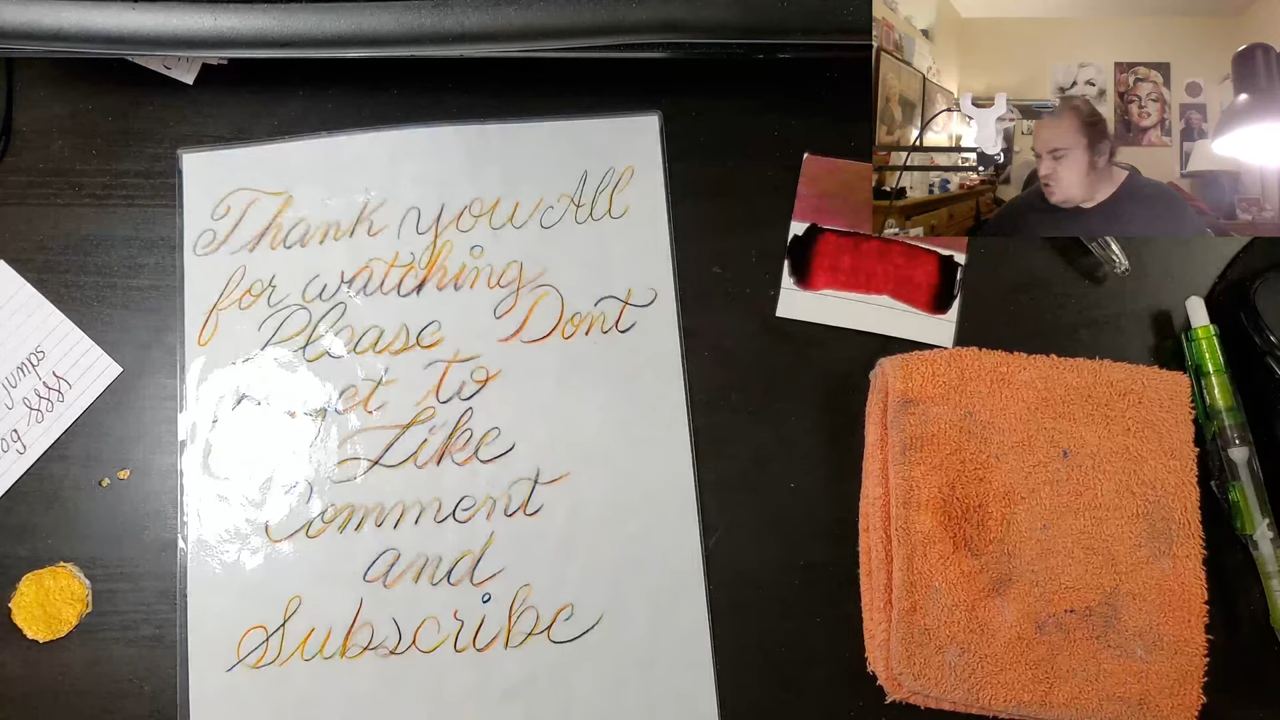 Thank you All
for watching
Please Dont
to
Like
Comment
and
Subscribe
jumps